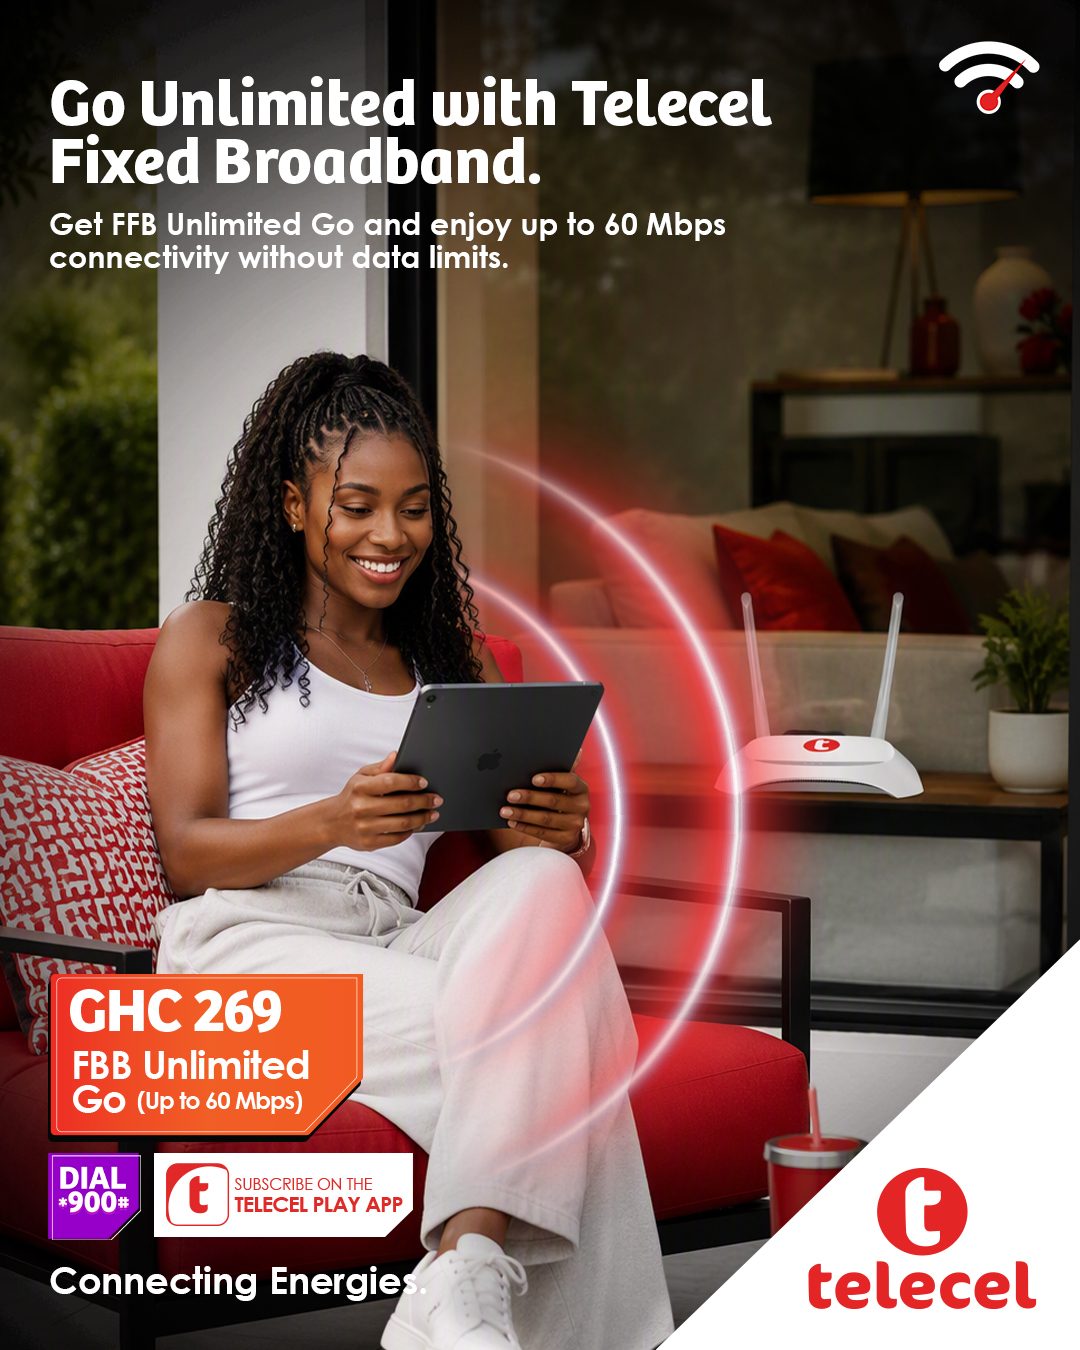 Go Unlimited with Telecel
Fixed Broadband.
Get FFB Unlimited Go and enjoy up to 60 Mbps
connectivity without data limits.
GHC 269
FBB Unlimited
Go (Up to 60 Mbps)
DIAL
*900#
SUBSCRIBE ON THE
TELECEL PLAY APP
Connecting Energies.
telecel